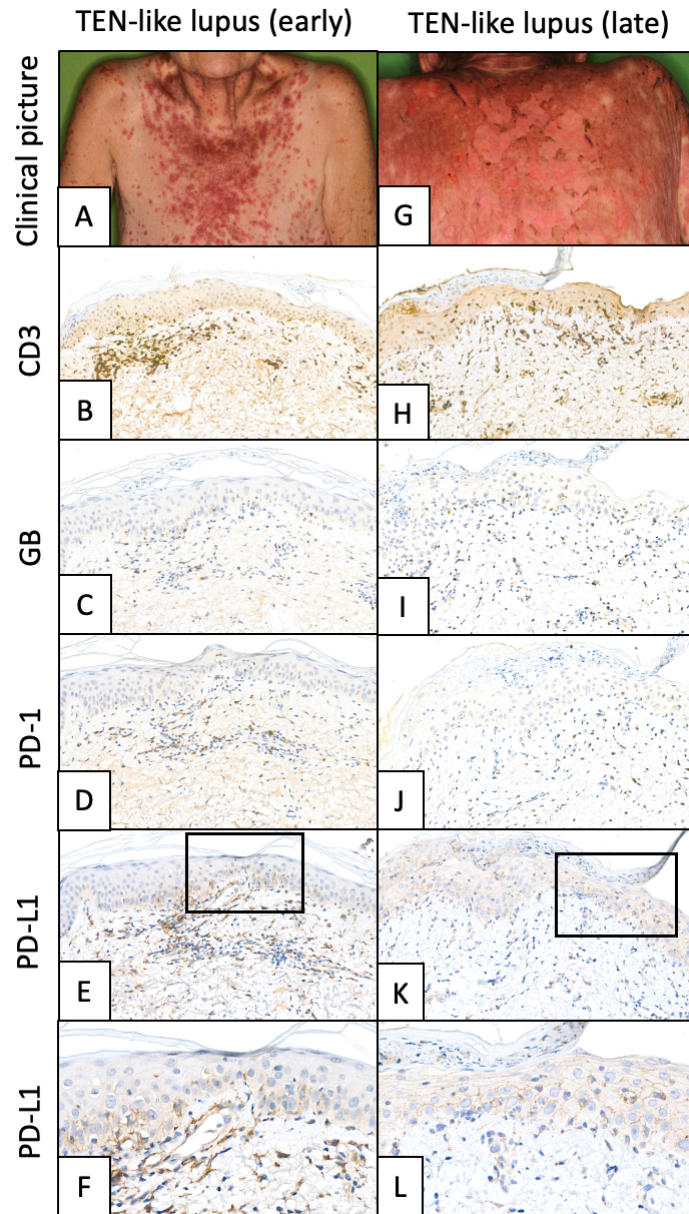 TEN-like lupus (early)
TEN-like lupus (late)
Clinical picture
A
G
CD3
B
H
GB
C
I
PD-1
D
J
PD-L1
E
K
PD-L1
F
L